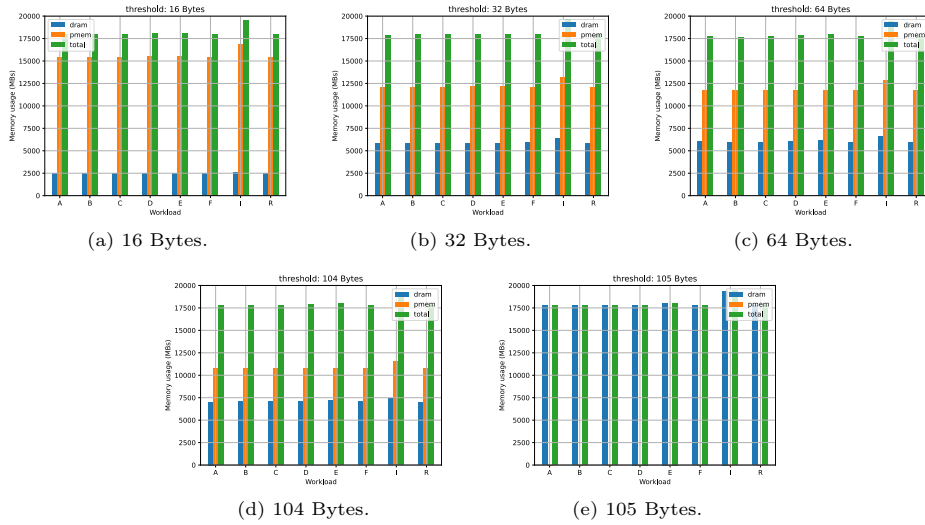 threshold: 16 Bytes
Memory usage (MBs)
20000
17500
15000
12500
10000
7500
5000
2500
0
dram
pmem
total
A B C D E F I R
Workload
(a) 16 Bytes.
threshold: 32 Bytes
Memory usage (MBs)
20000
17500
15000
12500
10000
7500
5000
2500
0
dram
pmem
total
A B C D E F I R
Workload
(b) 32 Bytes.
threshold: 64 Bytes
Memory usage (MBs)
20000
17500
15000
12500
10000
7500
5000
2500
0
dram
pmem
total
A B C D E F I R
Workload
(c) 64 Bytes.
threshold: 104 Bytes
Memory usage (MBs)
20000
17500
15000
12500
10000
7500
5000
2500
0
dram
pmem
total
A B C D E F I R
Workload
(d) 104 Bytes.
threshold: 105 Bytes
Memory usage (MBs)
20000
17500
15000
12500
10000
7500
5000
2500
0
dram
pmem
total
A B C D E F I R
Workload
(e) 105 Bytes.